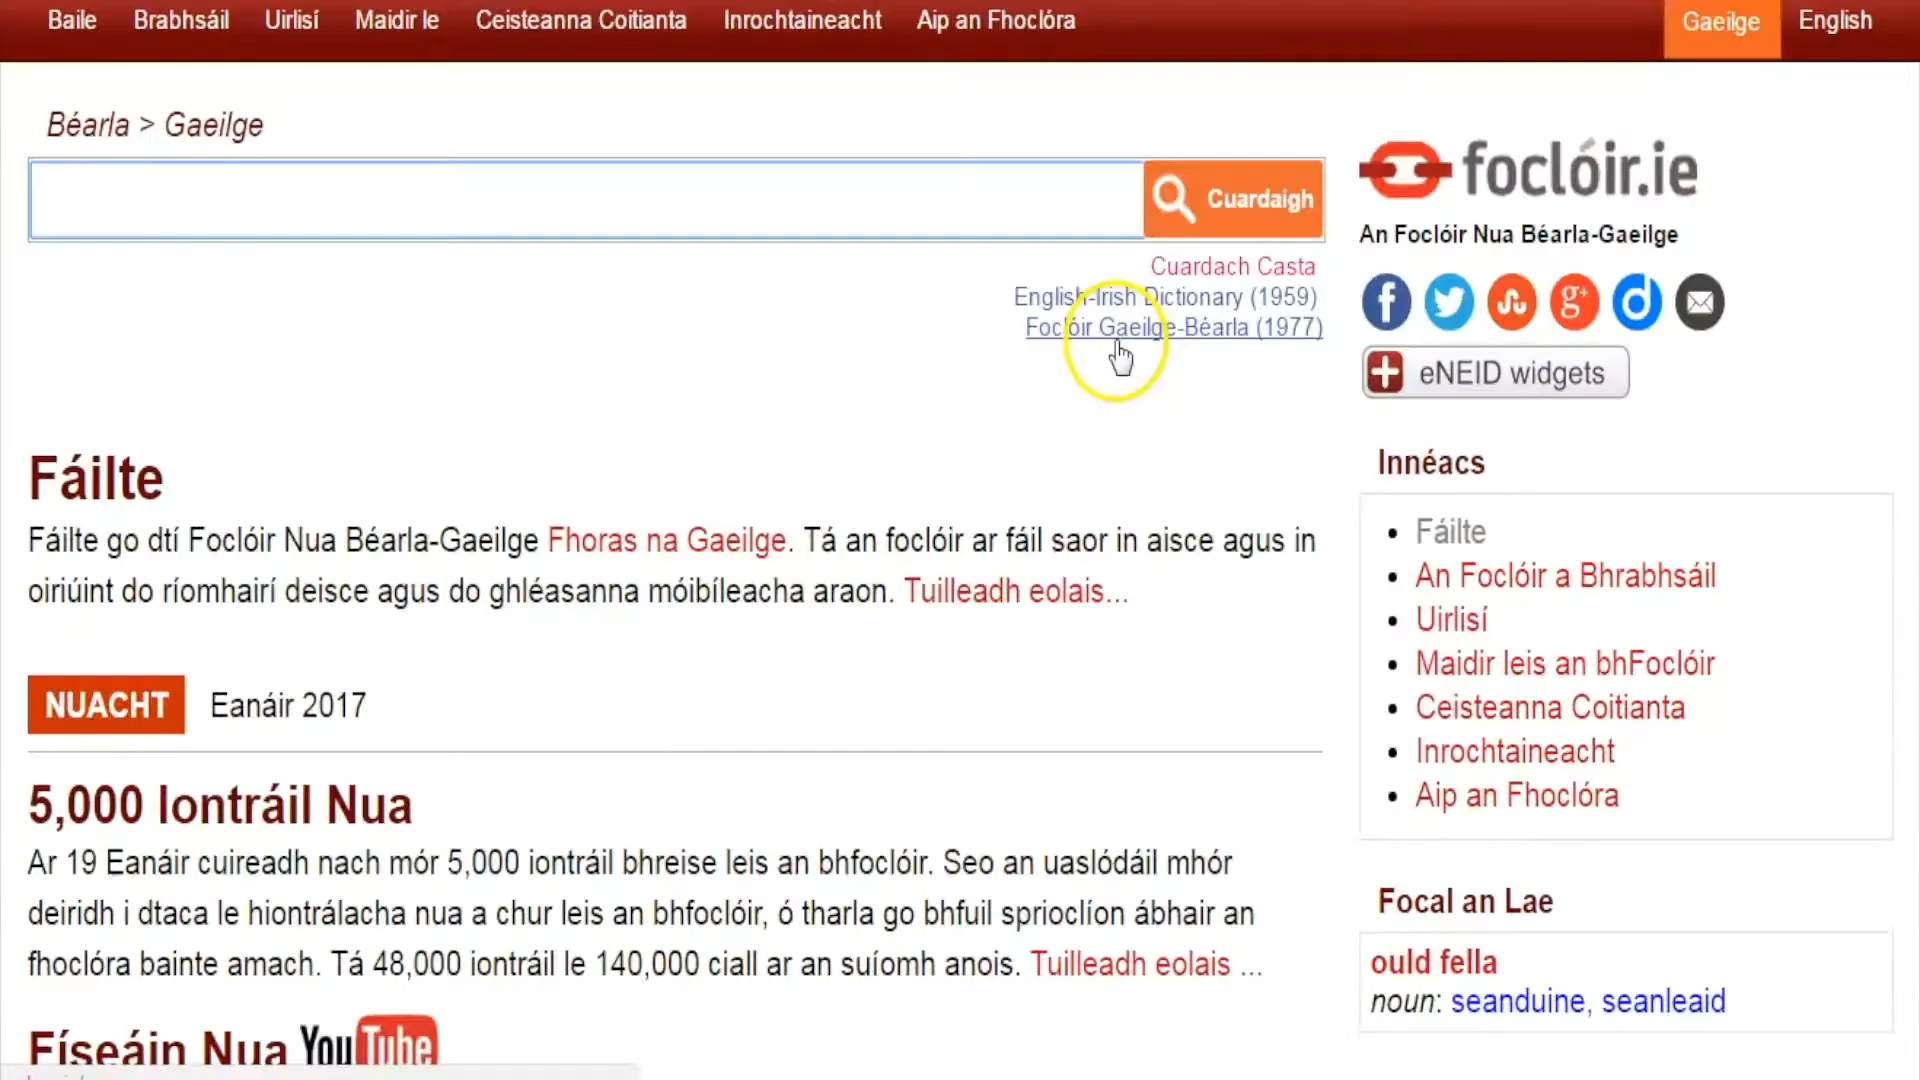 Baile Brabhsáil Uirlisí Maidir le Ceisteanna Coitianta Inrochtaineacht Aip an Fhoclóra Gaeilge English
Béarla > Gaeilge
Cuardaigh
Cuardach Casta
English-Irish Dictionary (1959)
Foclóir Gaeilge-Béarla (1977)
foclóir.ie
An Foclóir Nua Béarla-Gaeilge
eNEID widgets
Fáilte
Fáilte go dtí Foclóir Nua Béarla-Gaeilge Fhoras na Gaeilge. Tá an foclóir ar fáil saor in aisce agus in
oiriúint do ríomhairí deisce agus do ghléasanna móibíleacha araon. Tuilleadh eolais...
NUACHT Eanáir 2017
5,000 Iontráil Nua
Ar 19 Eanáir cuireadh nach mór 5,000 iontráil bhreise leis an bhfoclóir. Seo an uaslódáil mhór
deiridh i dtaca le hiontrálacha nua a chur leis an bhfoclóir, ó tharla go bhfuil sprioclíon ábhair an
fhoclóra bainte amach. Tá 48,000 iontráil le 140,000 ciall ar an suíomh anois. Tuilleadh eolais ...
Físeáin Nua YouTube
Innéacs
Fáilte
An Foclóir a Bhrabhsáil
Uirlisí
Maidir leis an bhFoclóir
Ceisteanna Coitianta
Inrochtaineacht
Aip an Fhoclóra
Focal an Lae
ould fella
noun: seanduine, seanleaid